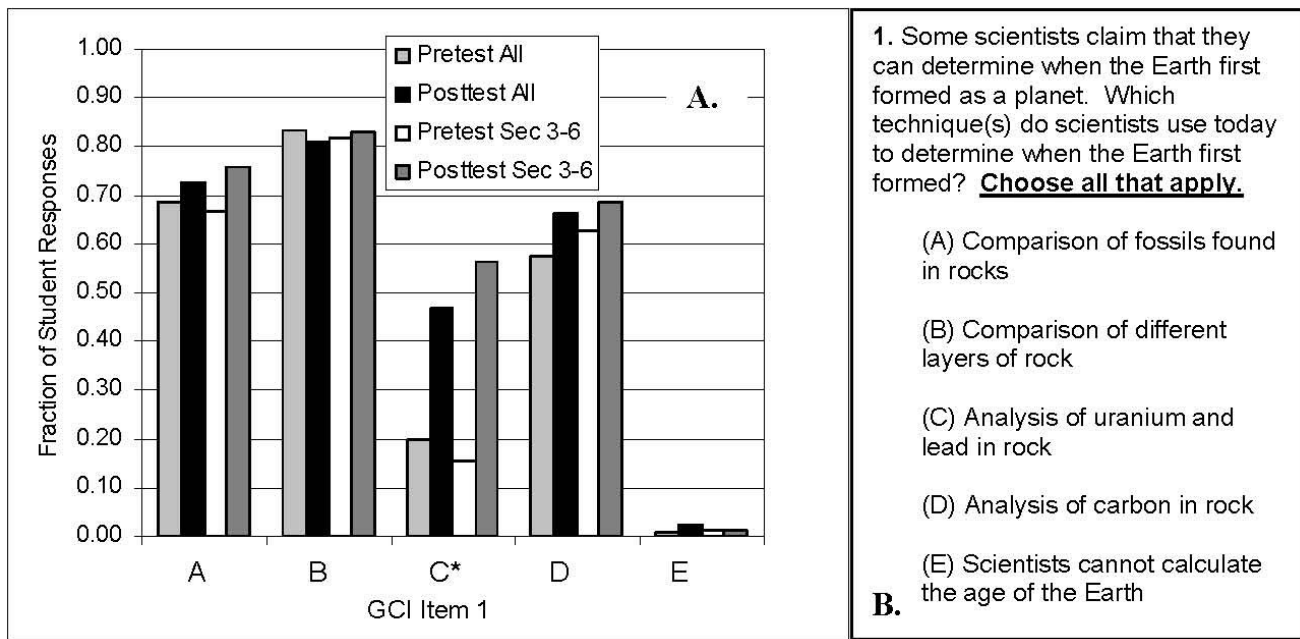 1.00
0.90
0.80
0.70
0.60
0.50
0.40
0.30
0.20
0.10
0.00
Fraction of Student Responses
Pretest All
Posttest All
Pretest Sec 3-6
Posttest Sec 3-6
A.
A B C* D E
GCI Item 1
1. Some scientists claim that they
can determine when the Earth first
formed as a planet. Which
technique(s) do scientists use today
to determine when the Earth first
formed? Choose all that apply.
(A) Comparison of fossils found
in rocks
(B) Comparison of different
layers of rock
(C) Analysis of uranium and
lead in rock
(D) Analysis of carbon in rock
(E) Scientists cannot calculate
the age of the Earth
B.